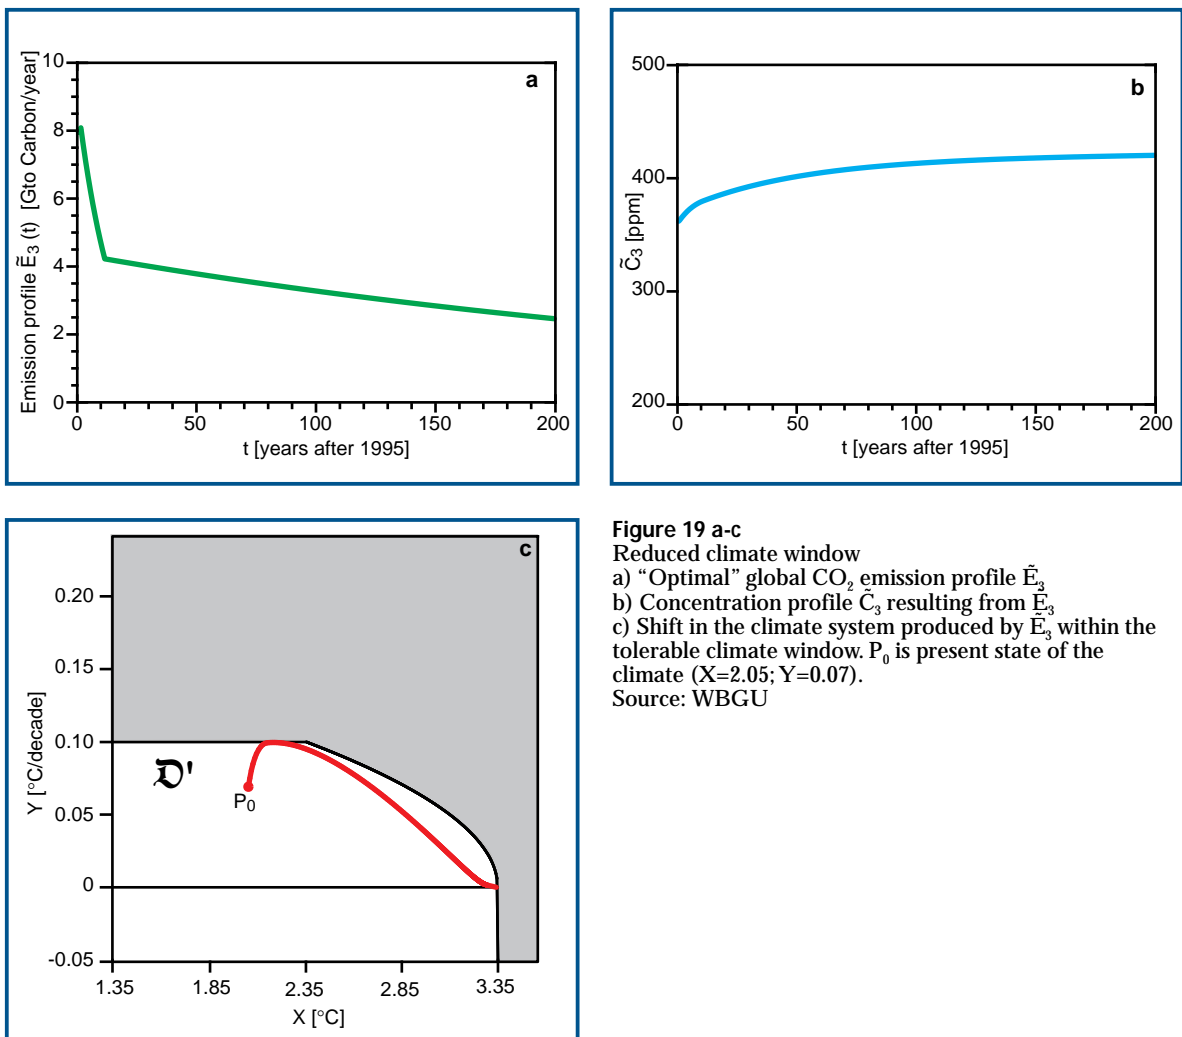 a
Emission profile Ẽ₃ (t) [Gto Carbon/year]
10
8
6
4
2
0
0 50 100 150 200
t [years after 1995]
b
C̃₃ [ppm]
500
400
300
200
0 50 100 150 200
t [years after 1995]
c
Y [°C/decade]
0.20
0.15
0.10
0.05
0
-0.05
𝔇'
P₀
1.35 1.85 2.35 2.85 3.35
X [°C]
Figure 19 a-c
Reduced climate window
a) “Optimal” global CO₂ emission profile Ẽ₃
b) Concentration profile C̃₃ resulting from Ẽ₃
c) Shift in the climate system produced by Ẽ₃ within the
tolerable climate window. P₀ is present state of the
climate (X=2.05; Y=0.07).
Source: WBGU